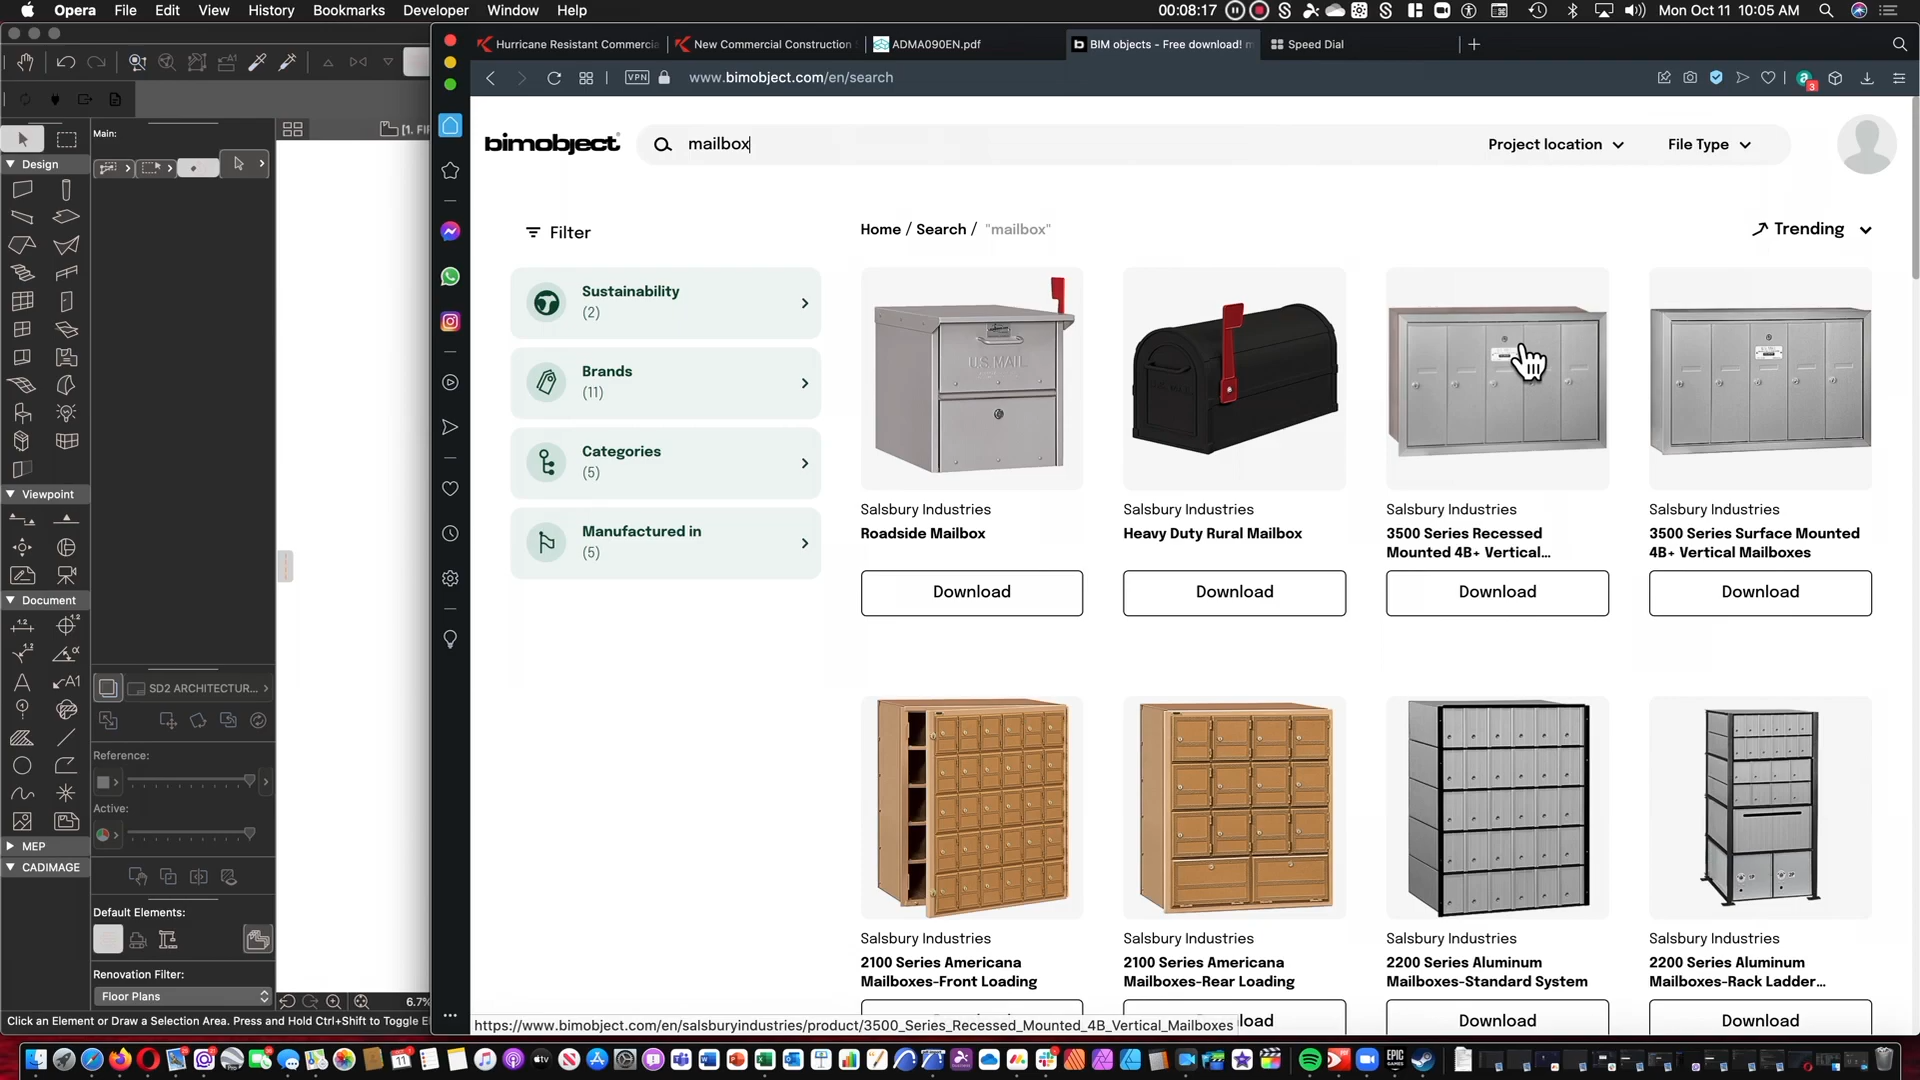 Opera File Edit View History Bookmarks Developer Window Help 00:08:17 Mon Oct 11 10:05 AM
Hurricane Resistant Commercia
New Commercial Construction
ADMA090EN.pdf
BIM objects - Free download! m
Speed Dial
VPN
www.bimobject.com/en/search
3
bimobject
mailbox
Project location
File Type
Main:
Design
Filter
Home / Search / "mailbox"
Trending
Sustainability
(2)
Brands
(11)
Categories
(5)
Manufactured in
(5)
U.S. MAIL
Salsbury Industries
Roadside Mailbox
Download
Salsbury Industries
Heavy Duty Rural Mailbox
Download
Salsbury Industries
3500 Series Recessed
Mounted 4B+ Vertical...
Download
Salsbury Industries
3500 Series Surface Mounted
4B+ Vertical Mailboxes
Download
Salsbury Industries
2100 Series Americana
Mailboxes-Front Loading
Salsbury Industries
2100 Series Americana
Mailboxes-Rear Loading
load
Salsbury Industries
2200 Series Aluminum
Mailboxes-Standard System
Download
Salsbury Industries
2200 Series Aluminum
Mailboxes-Rack Ladder...
Download
Viewpoint
Document
MEP
CADIMAGE
SD2 ARCHITECTUR...
Reference:
Active:
Default Elements:
Renovation Filter:
Floor Plans
6.7%
Click an Element or Draw a Selection Area. Press and Hold Ctrl+Shift to Toggle E
https://www.bimobject.com/en/salsburyindustries/product/3500_Series_Recessed_Mounted_4B_Vertical_Mailboxes